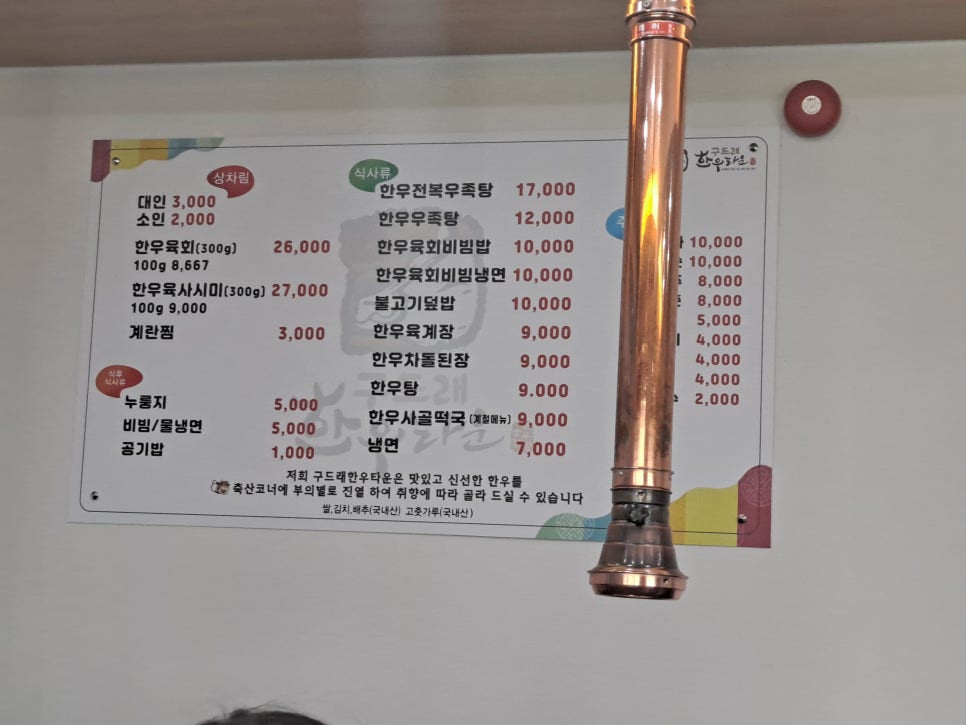 상차림
대인 3,000
소인 2,000
한우육회(300g) 26,000
100g 8,667
한우육사시미(300g) 27,000
100g 9,000
계란찜 3,000
식후
식사류
누룽지 5,000
비빔/물냉면 5,000
공기밥 1,000
식사류
한우전복우족탕 17,000
한우우족탕 12,000
한우육회비빔밥 10,000
한우육회비빔냉면 10,000
불고기덮밥 10,000
한우육계장 9,000
한우차돌된장 9,000
한우탕 9.000
한우사골떡국(계절메뉴) 9,000
냉면 7,000
구드래
한우타운
10,000
10,000
8,000
8,000
5,000
4,000
4,000
4,000
2,000
구드래
한우타운
저희 구드래한우타운은 맛있고 신선한 한우를
축산코너에 부의별로 진열 하여 취향에 따라 골라 드실 수 있습니다
쌀,김치,배추(국내산) 고춧가루(국내산)